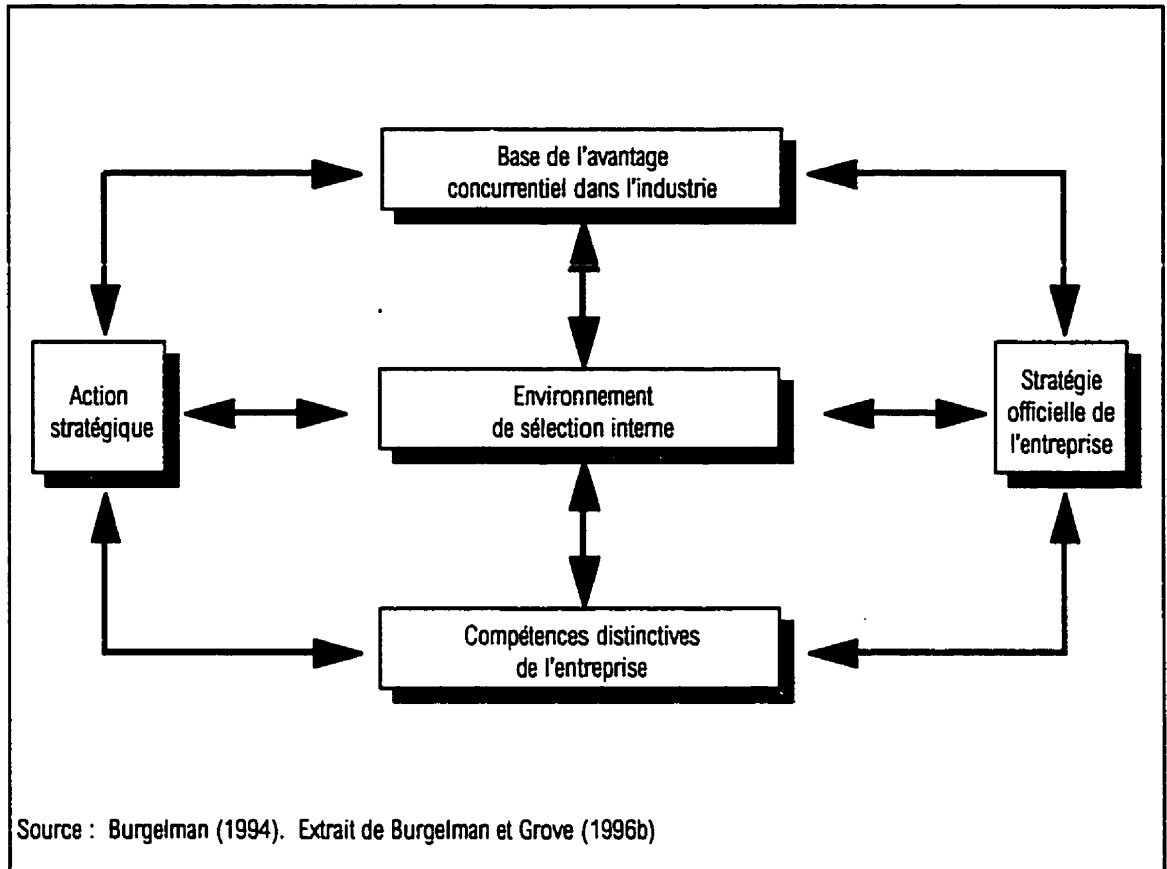 Base de l'avantage
concurrentiel dans l'industrie
Action
stratégique
Environnement
de sélection interne
Stratégie
officielle de
l'entreprise
Compétences distinctives
de l'entreprise
Source : Burgelman (1994). Extrait de Burgelman et Grove (1996b)